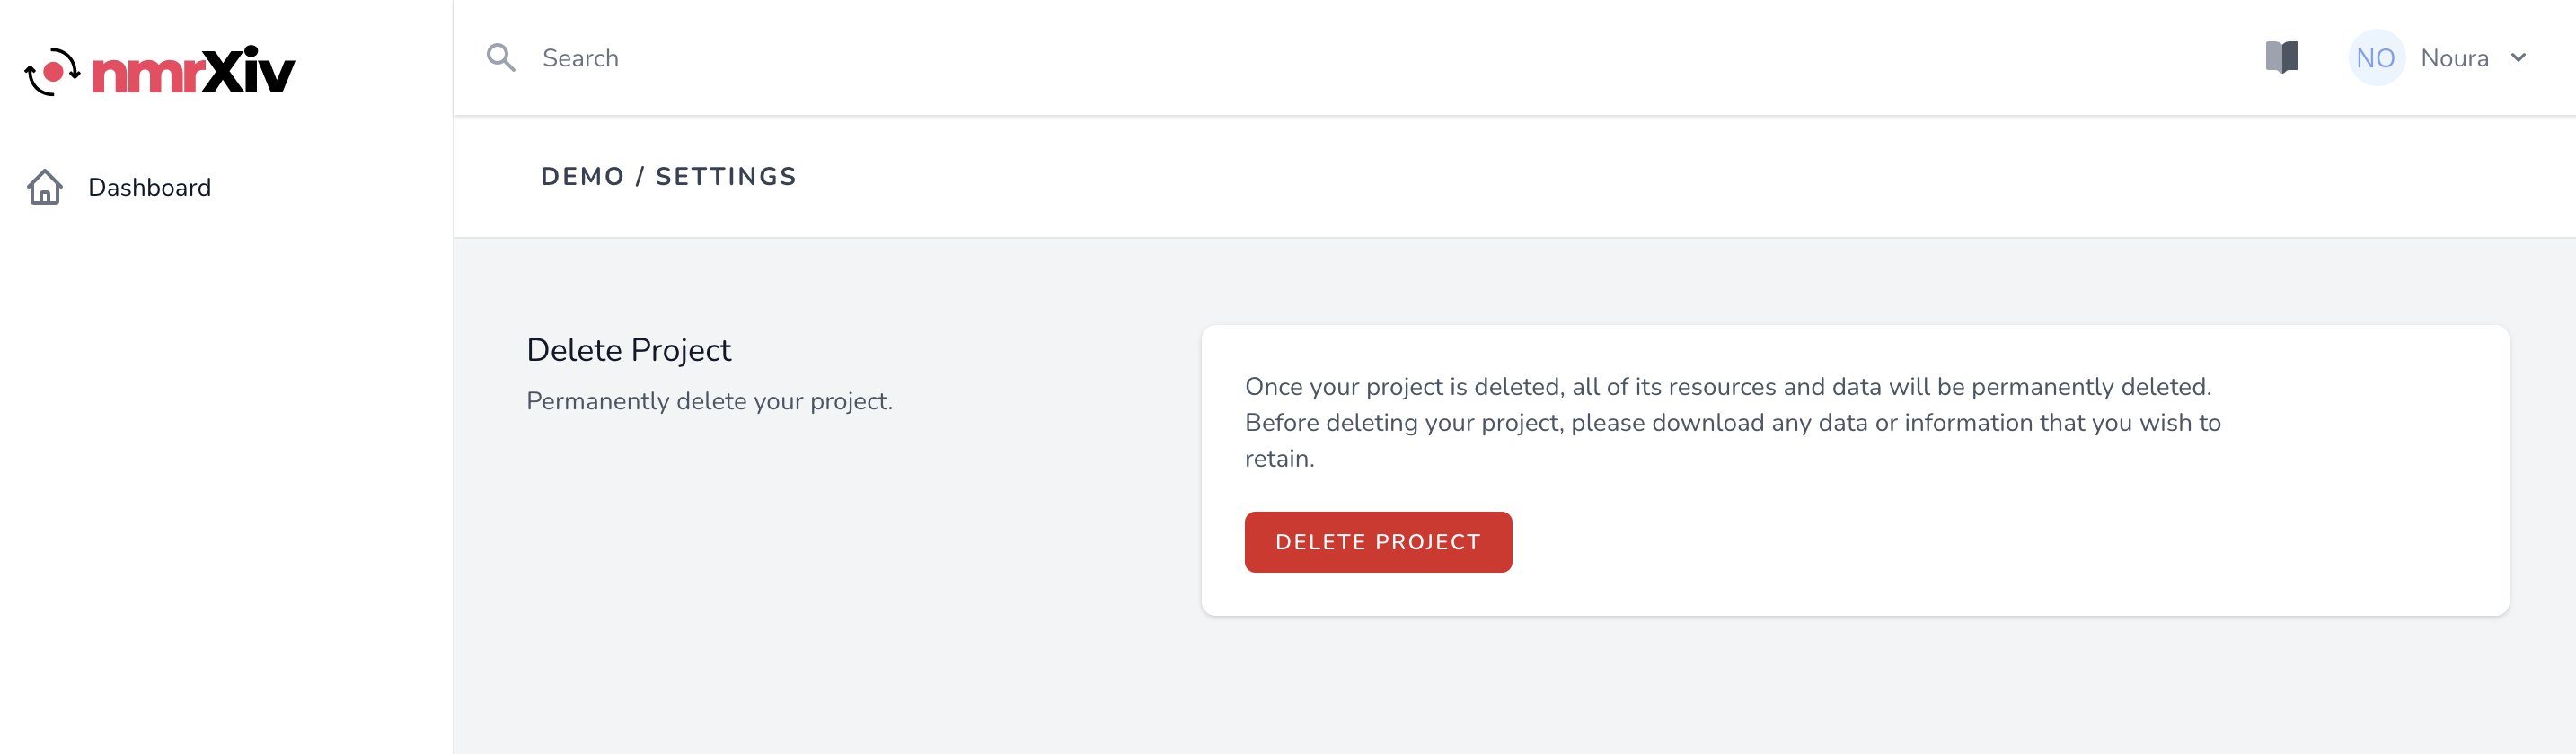 nmrXiv
Search
NO Noura
Dashboard
DEMO / SETTINGS
Delete Project
Permanently delete your project.
Once your project is deleted, all of its resources and data will be permanently deleted.
Before deleting your project, please download any data or information that you wish to
retain.
DELETE PROJECT